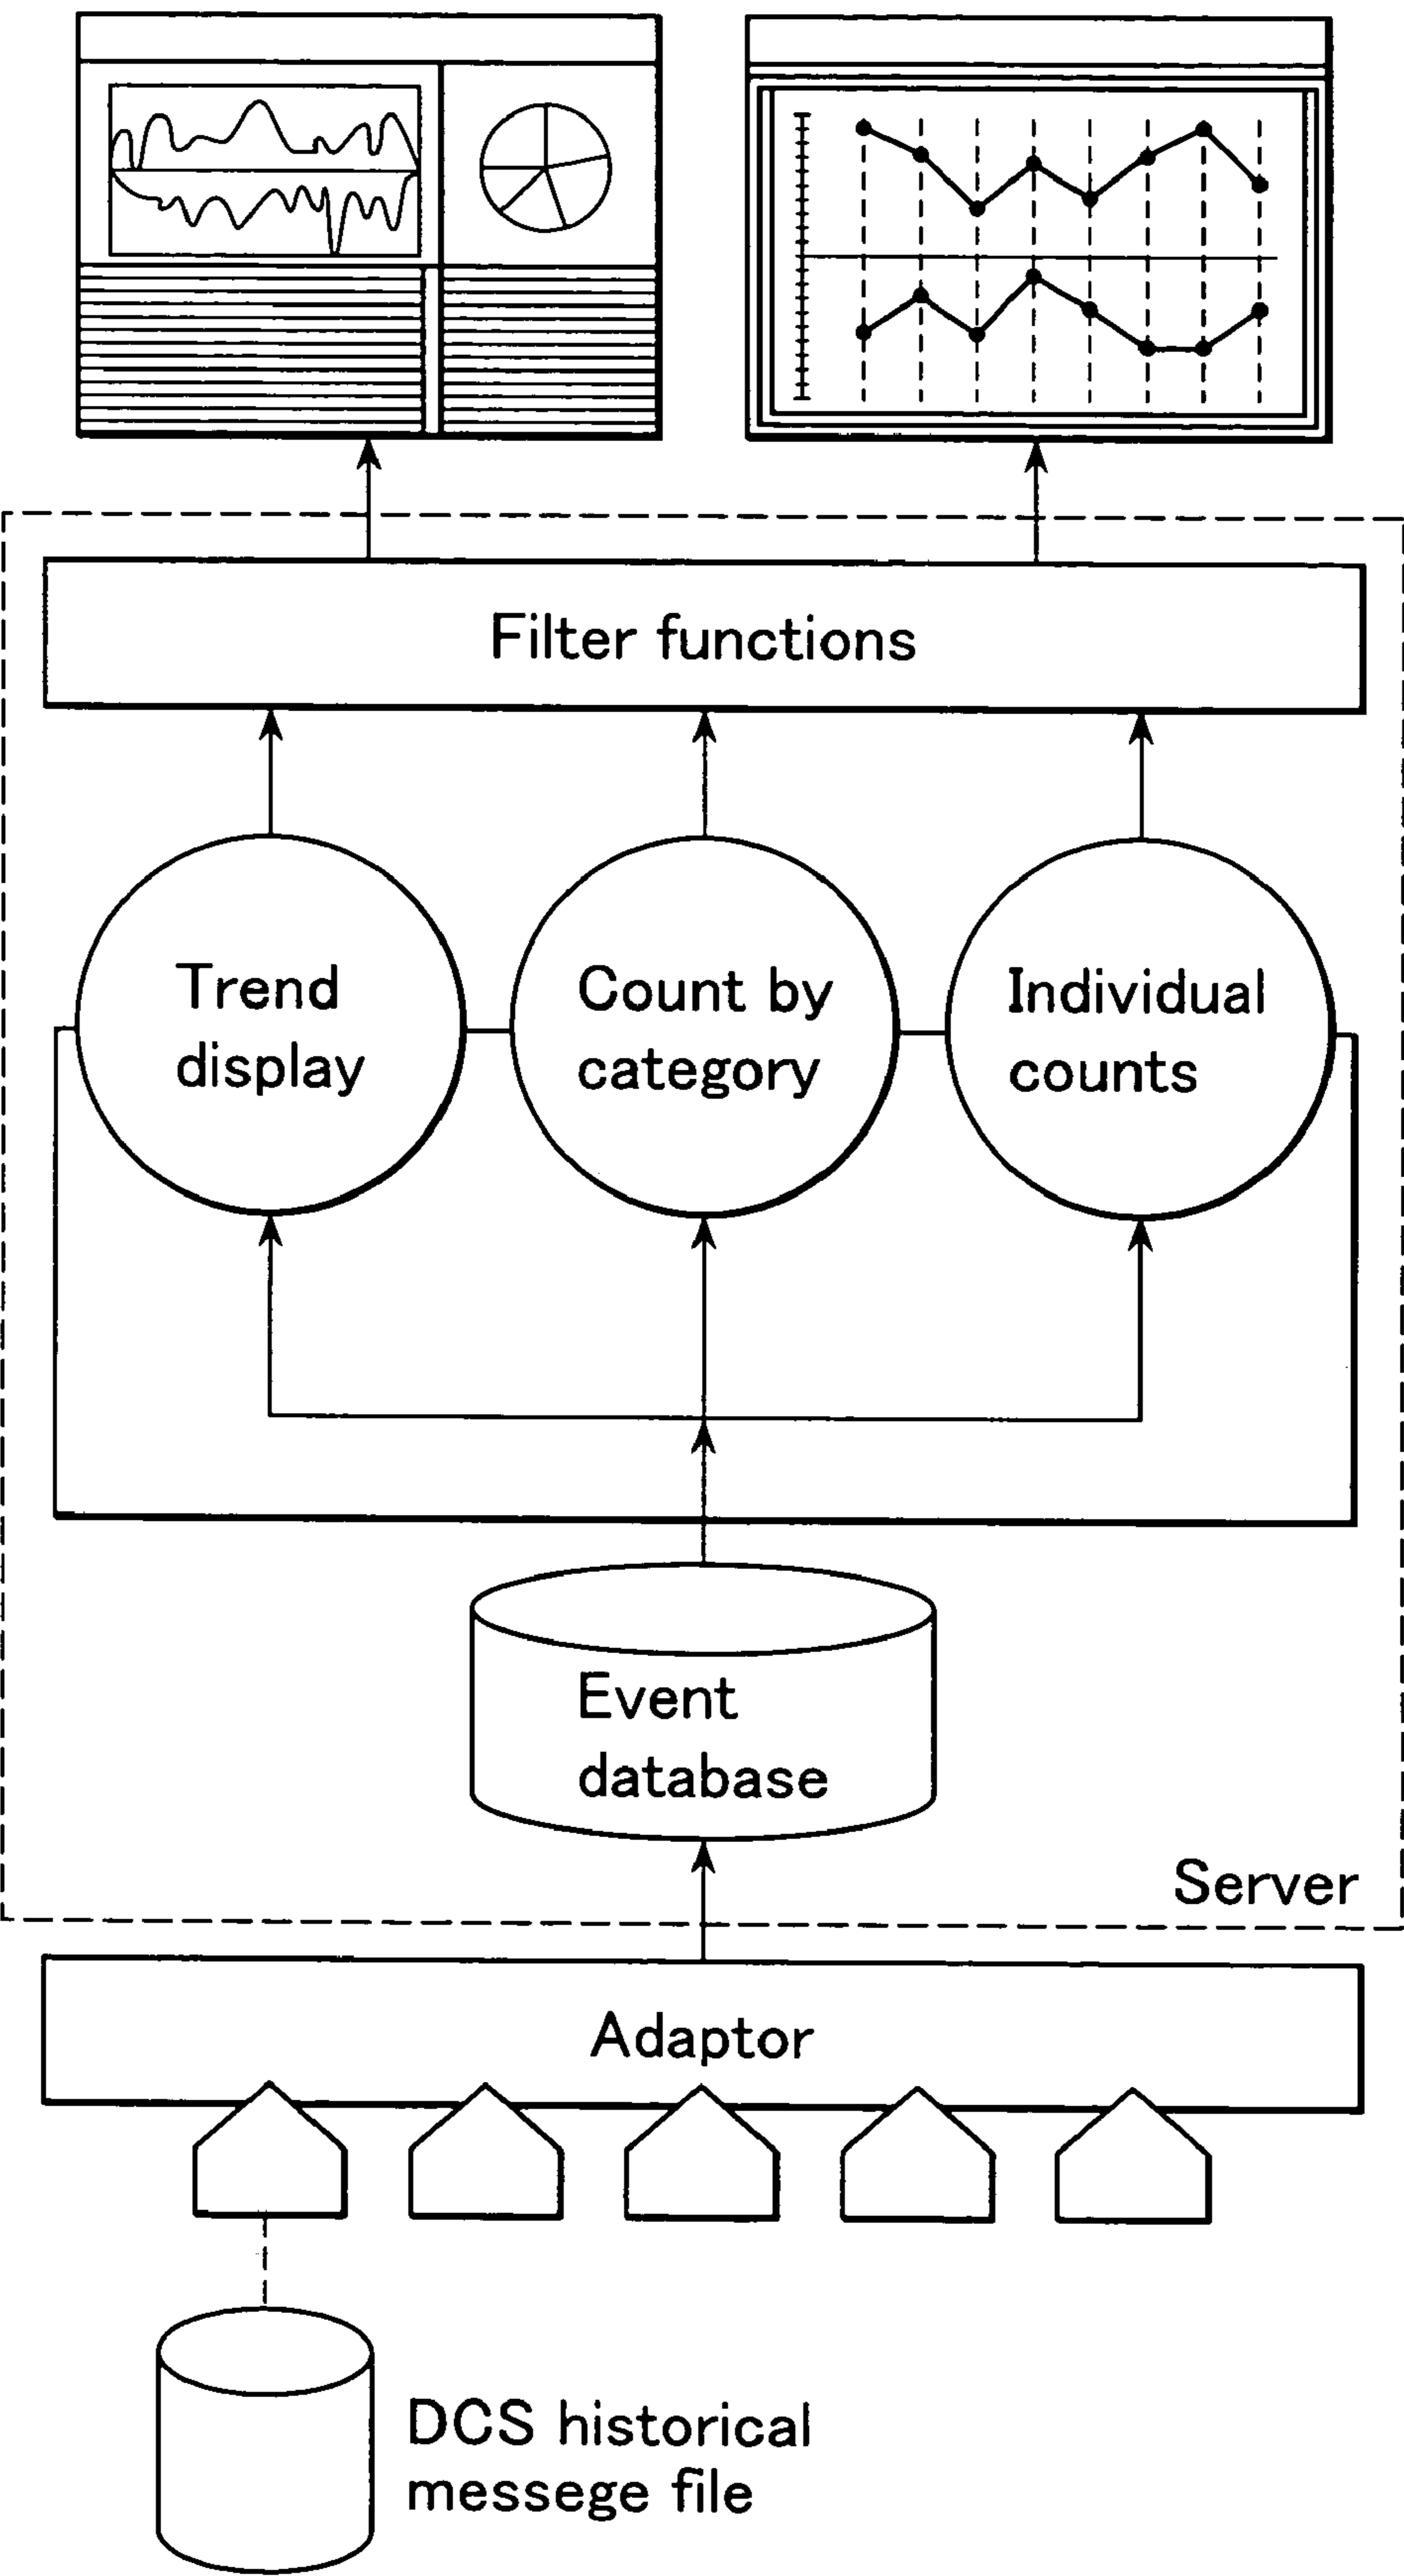 Filter functions
Trend
display
Count by
category
Individual
counts
Event
database
Server
Adaptor
DCS historical
messege file